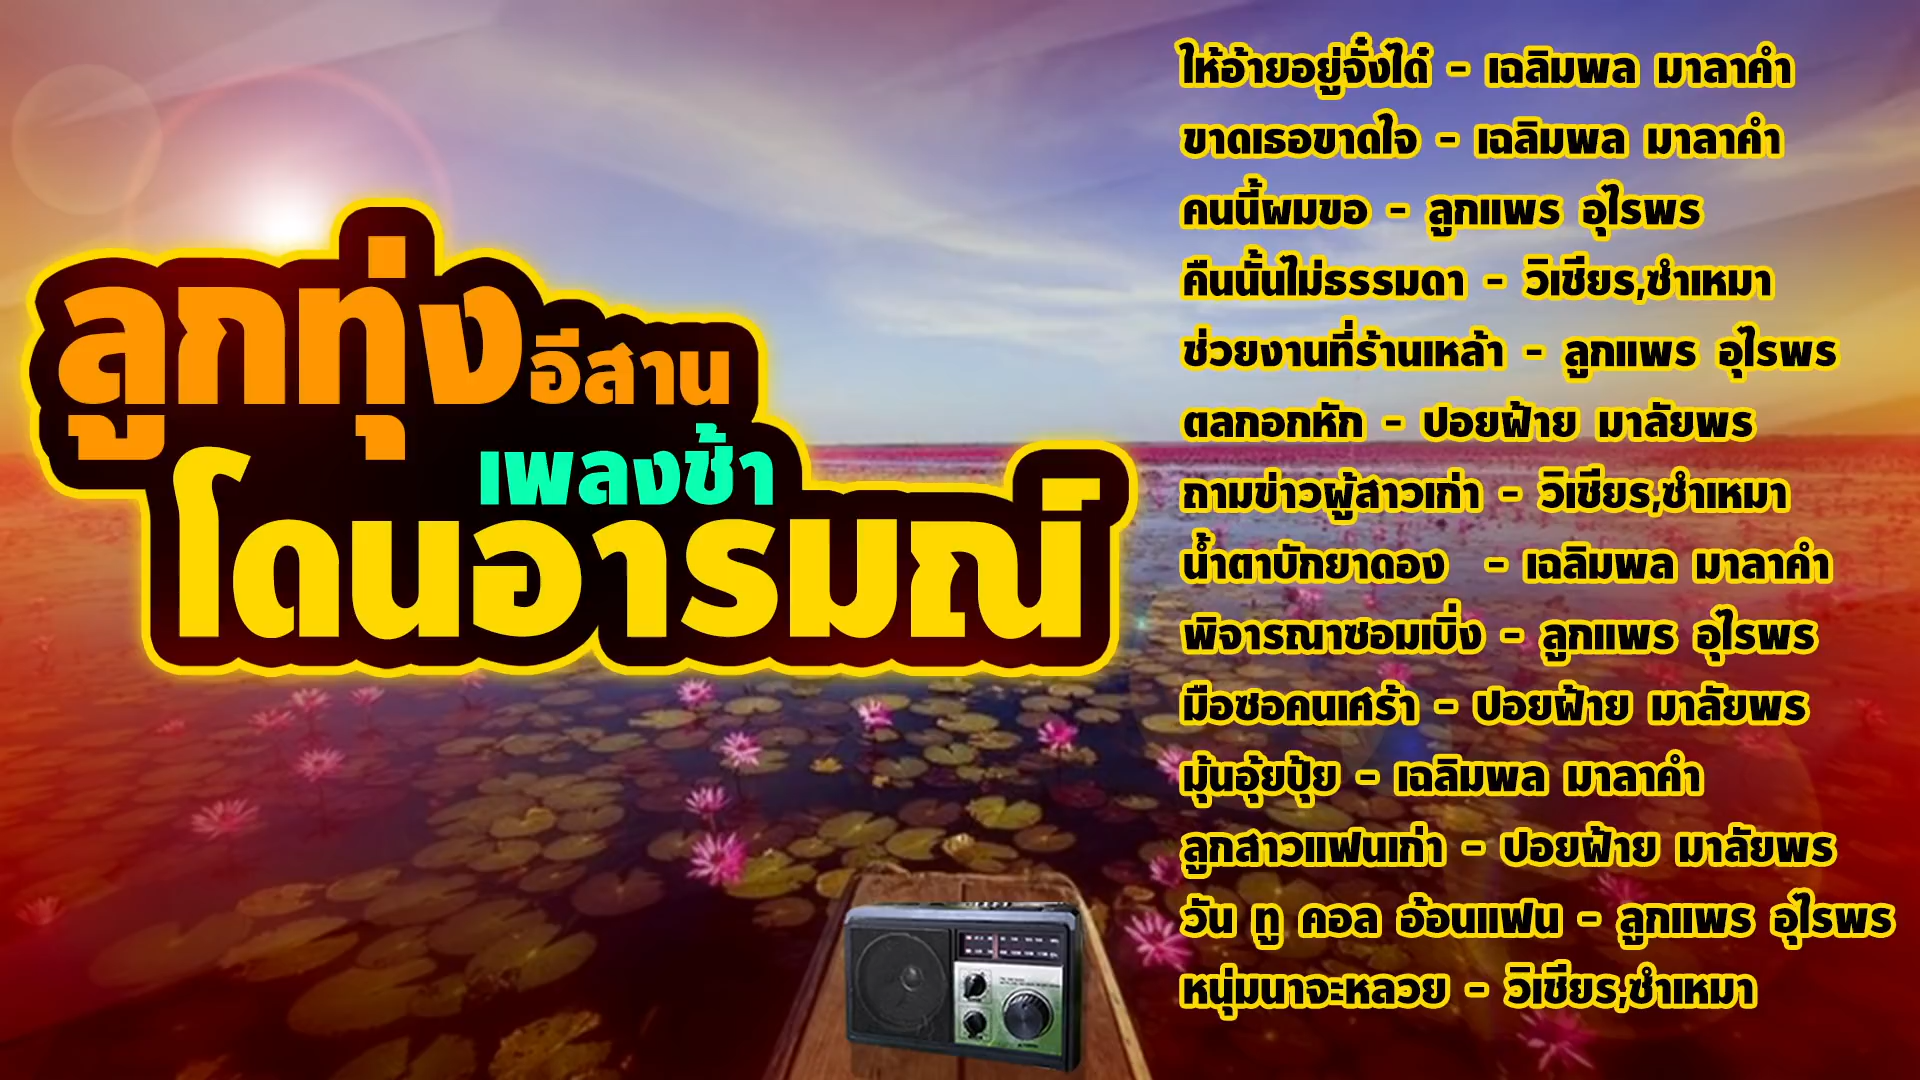 ลูกทุ่งอีสาน
เพลงช้า
โดนอารมณ์
ให้อ้ายอยู่จั๋งได๋ - เฉลิมพล มาลาคำ
ขาดเธอขาดใจ - เฉลิมพล มาลาคำ
คนนี้ผมขอ - ลูกแพร อุไรพร
คืนนั้นไม่ธรรมดา - วิเชียร,ซำเหมา
ช่วยงานที่ร้านเหล้า - ลูกแพร อุไรพร
ตลกอกหัก - ปอยฝ้าย มาลัยพร
ถามข่าวผู้สาวเก่า - วิเชียร,ซำเหมา
น้ำตาบักยาดอง - เฉลิมพล มาลาคำ
พิจารณาซอมเบิ่ง - ลูกแพร อุไรพร
มือซอคนเศร้า - ปอยฝ้าย มาลัยพร
มุ้นอุ้ยปุ้ย - เฉลิมพล มาลาคำ
ลูกสาวแฟนเก่า - ปอยฝ้าย มาลัยพร
วัน ทู คอล อ้อนแฟน - ลูกแพร อุไรพร
หนุ่มนาจะหลวย - วิเชียร,ซำเหมา